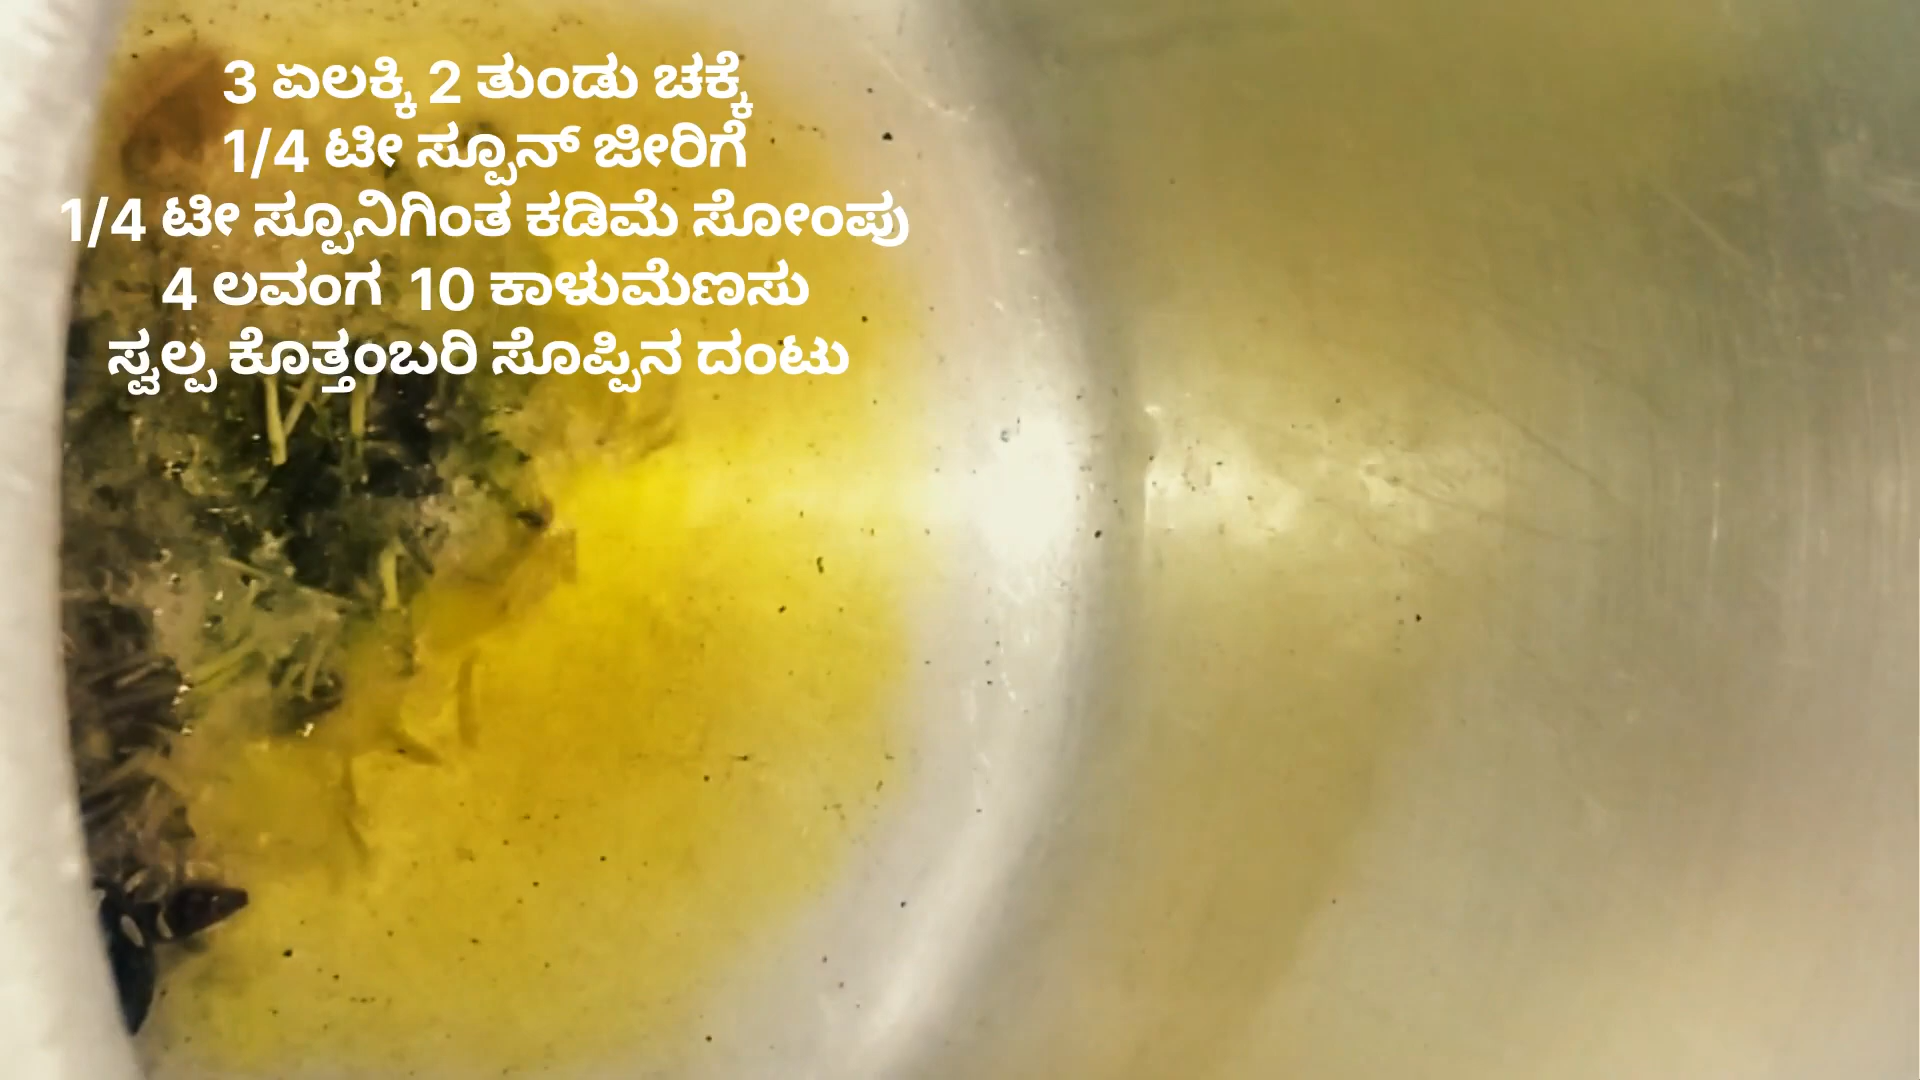 3 ಏಲಕ್ಕಿ 2 ತುಂಡು ಚಕ್ಕೆ
1/4 ಟೀ ಸ್ಪೂನ್ ಜೀರಿಗೆ
1/4 ಟೀ ಸ್ಪೂನಿಗಿಂತ ಕಡಿಮೆ ಸೋಂಪು
4 ಲವಂಗ 10 ಕಾಳುಮೆಣಸು
ಸ್ವಲ್ಪ ಕೊತ್ತಂಬರಿ ಸೊಪ್ಪಿನ ದಂಟು